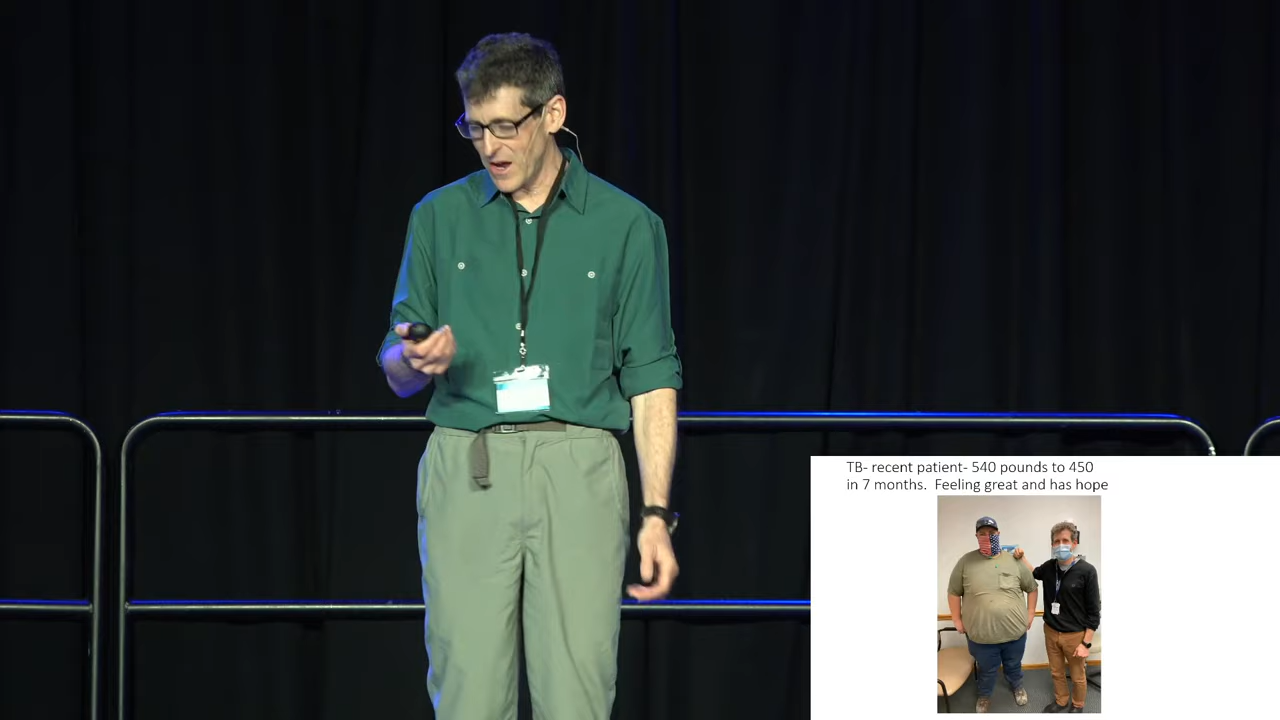 TB- recent patient- 540 pounds to 450
in 7 months.  Feeling great and has hope